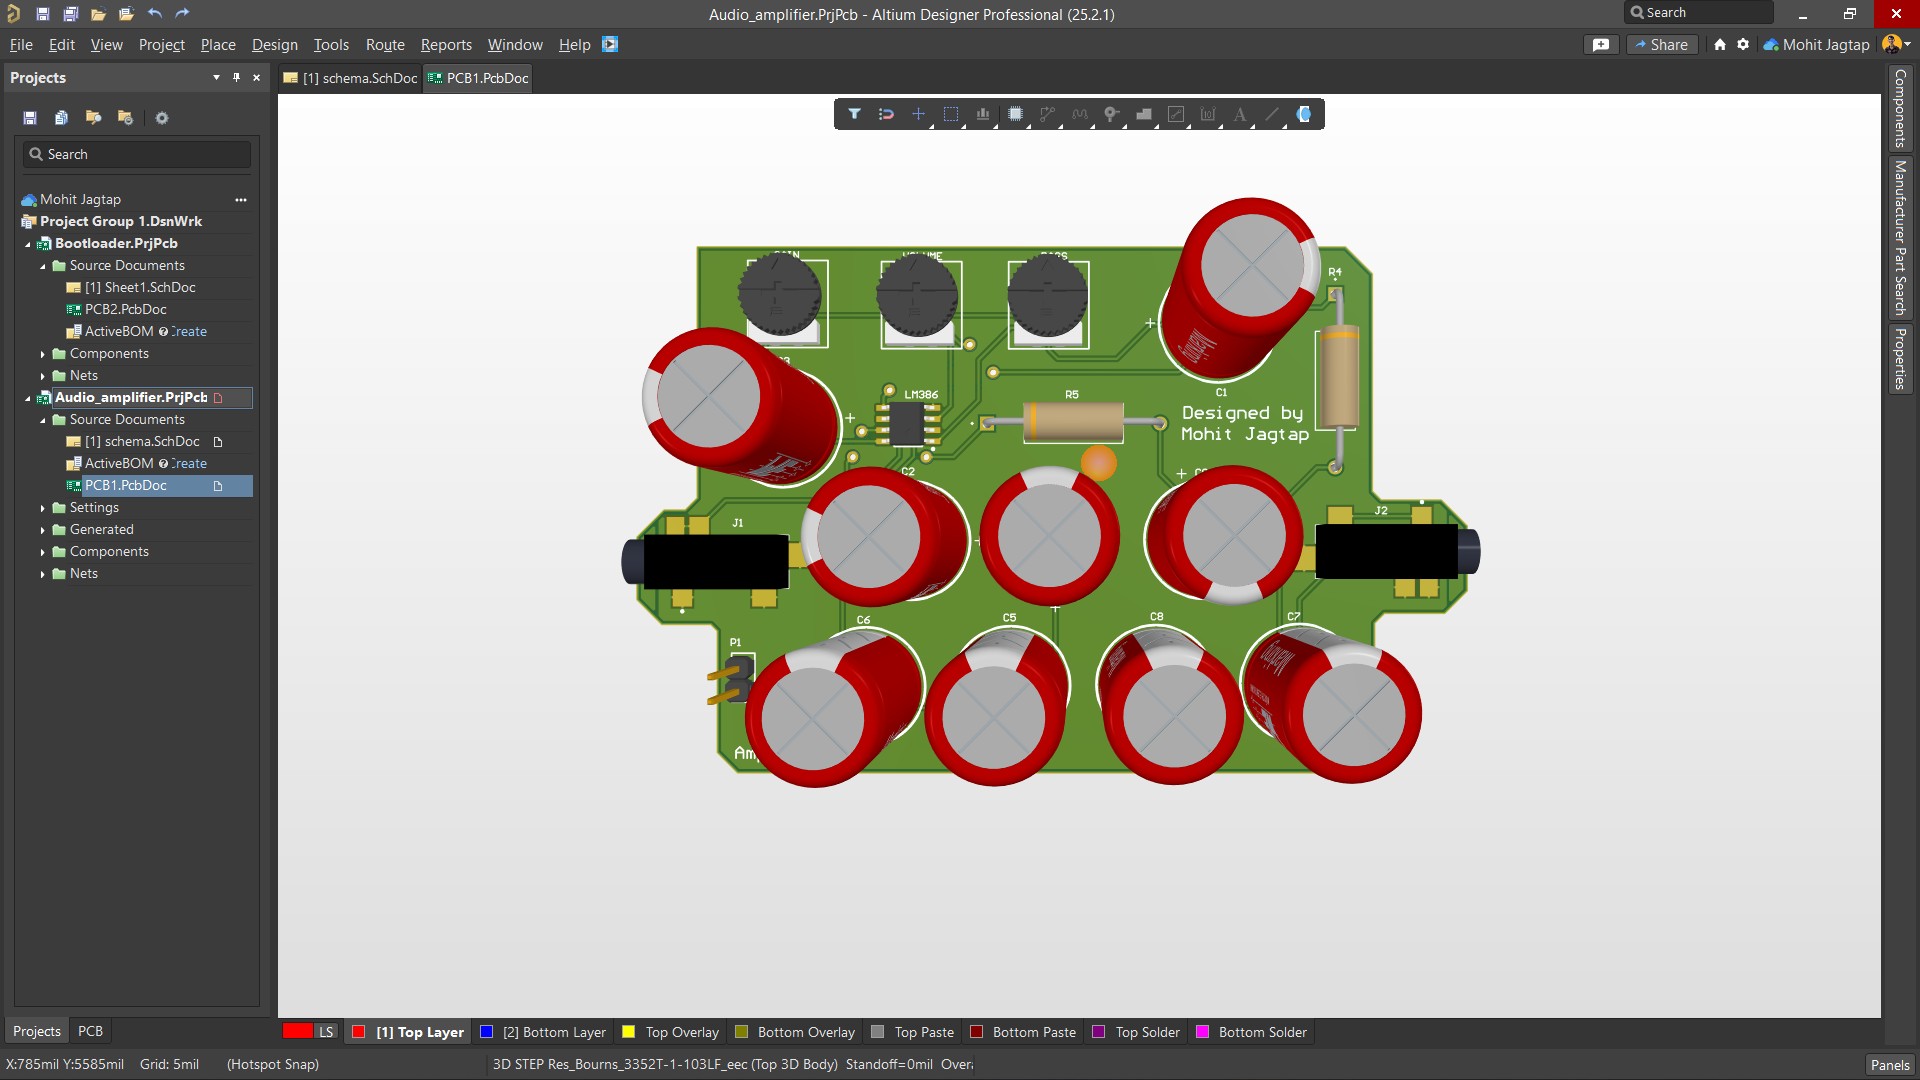 Audio_amplifier.PrjPcb - Altium Designer Professional (25.2.1)
Search
File Edit View Project Place Design Tools Route Reports Window Help
Share
Mohit Jagtap
Projects
[1] schema.SchDoc
PCB1.PcbDoc
Search
Mohit Jagtap
Project Group 1.DsnWrk
Bootloader.PrjPcb
Source Documents
[1] Sheet1.SchDoc
PCB2.PcbDoc
ActiveBOM
Components
Nets
Audio_amplifier.PrjPcb
Source Documents
[1] schema.SchDoc
ActiveBOM
PCB1.PcbDoc
Settings
Generated
Components
Nets
R4
LM386
R5
C1
Designed by
Mohit Jagtap
C2
J1
J2
C6
C5
C8
C7
P1
Components
Manufacturer Part Search
Properties
Projects
PCB
LS
[1] Top Layer
[2] Bottom Layer
Top Overlay
Bottom Overlay
Top Paste
Bottom Paste
Top Solder
Bottom Solder
X:785mil Y:5585mil Grid: 5mil (Hotspot Snap)
3D STEP Res_Bourns_3352T-1-103LF_eec (Top 3D Body) Standoff=0mil
Panels